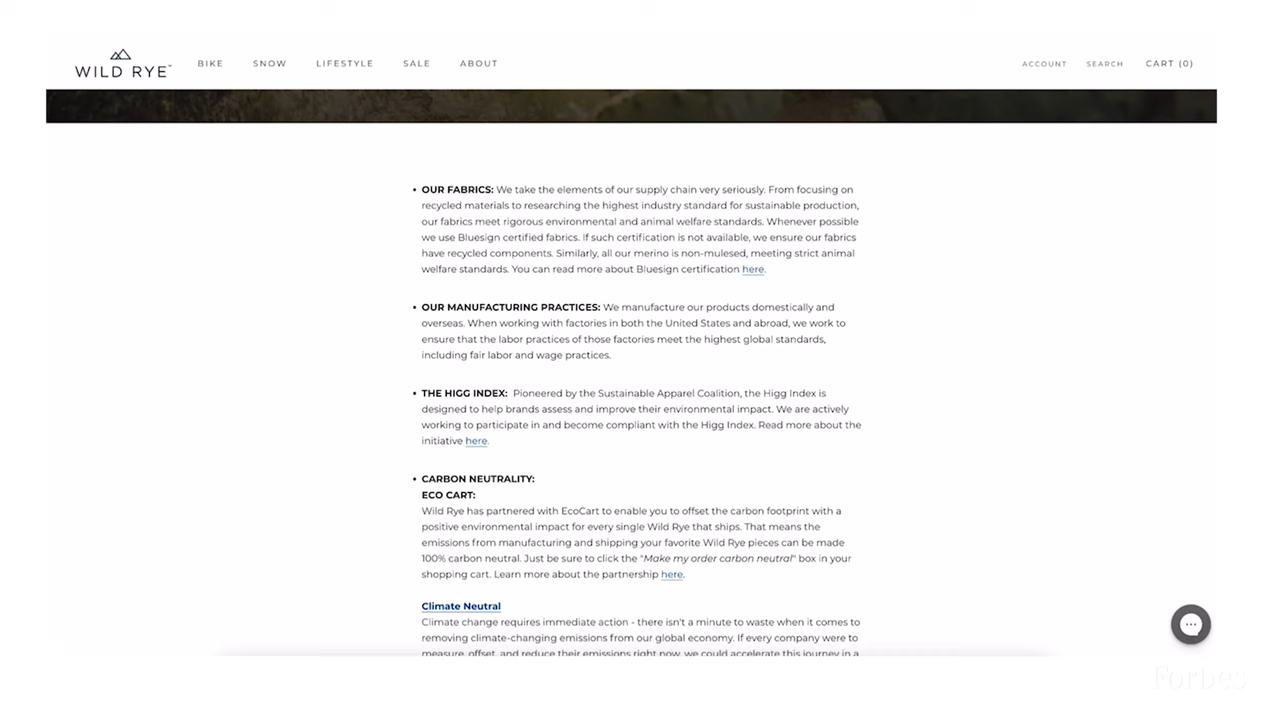 WILD RYE™ BIKE SNOW LIFESTYLE SALE ABOUT ACCOUNT SEARCH CART (0)
• OUR FABRICS: We take the elements of our supply chain very seriously. From focusing on
recycled materials to researching the highest industry standard for sustainable production,
our fabrics meet rigorous environmental and animal welfare standards. Whenever possible
we use Bluesign certified fabrics. If such certification is not available, we ensure our fabrics
have recycled components. Similarly, all our merino is non-mulesed, meeting strict animal
welfare standards. You can read more about Bluesign certification here.
• OUR MANUFACTURING PRACTICES: We manufacture our products domestically and
overseas. When working with factories in both the United States and abroad, we work to
ensure that the labor practices of those factories meet the highest global standards,
including fair labor and wage practices.
• THE HIGG INDEX: Pioneered by the Sustainable Apparel Coalition, the Higg Index is
designed to help brands assess and improve their environmental impact. We are actively
working to participate in and become compliant with the Higg Index. Read more about the
initiative here.
• CARBON NEUTRALITY:
ECO CART:
Wild Rye has partnered with EcoCart to enable you to offset the carbon footprint with a
positive environmental impact for every single Wild Rye that ships. That means the
emissions from manufacturing and shipping your favorite Wild Rye pieces can be made
100% carbon neutral. Just be sure to click the "Make my order carbon neutral" box in your
shopping cart. Learn more about the partnership here.
Climate Neutral
Climate change requires immediate action - there isn't a minute to waste when it comes to
removing climate-changing emissions from our global economy. If every company were to
measure, offset, and reduce their emissions right now, we could accelerate this journey in a
Forbes